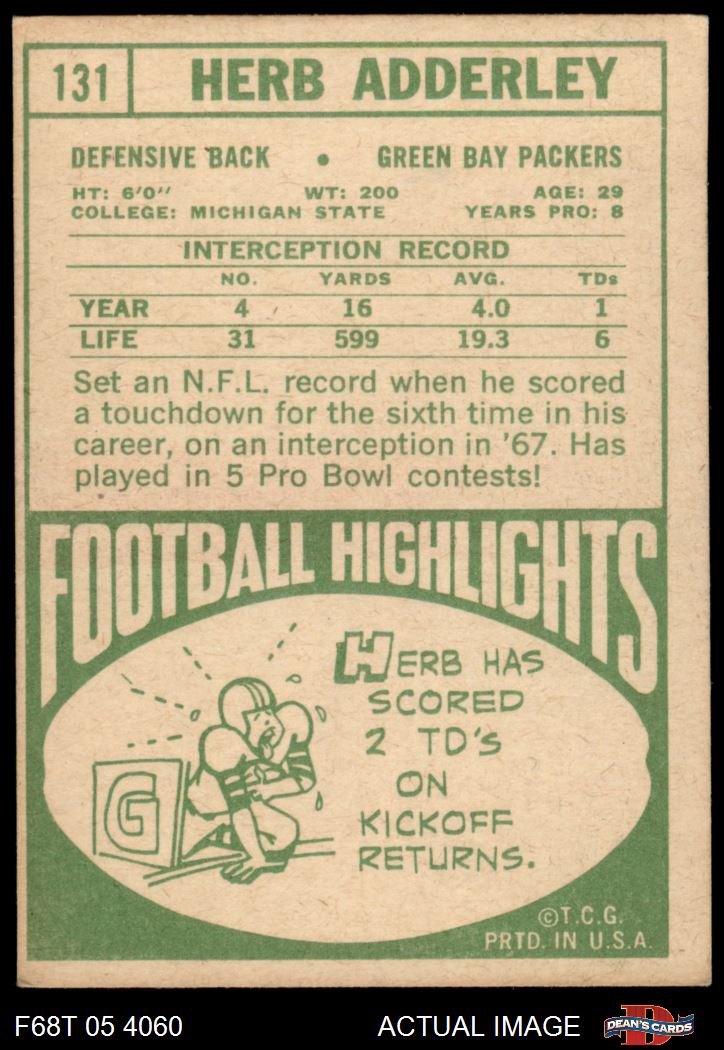 131 HERB ADDERLEY
DEFENSIVE BACK • GREEN BAY PACKERS
HT: 6'0" WT: 200 AGE: 29
COLLEGE: MICHIGAN STATE YEARS PRO: 8
INTERCEPTION RECORD
NO. YARDS AVG. TDs
YEAR 4 16 4.0 1
LIFE 31 599 19.3 6
Set an N.F.L. record when he scored
a touchdown for the sixth time in his
career, on an interception in '67. Has
played in 5 Pro Bowl contests!
FOOTBALL HIGHLIGHTS
HERB HAS
SCORED
2 TD'S
ON
KICKOFF
RETURNS.
G
©T.C.G.
PRTD. IN U.S.A.
F68T 05 4060 ACTUAL IMAGE D DEAN'S CARDS